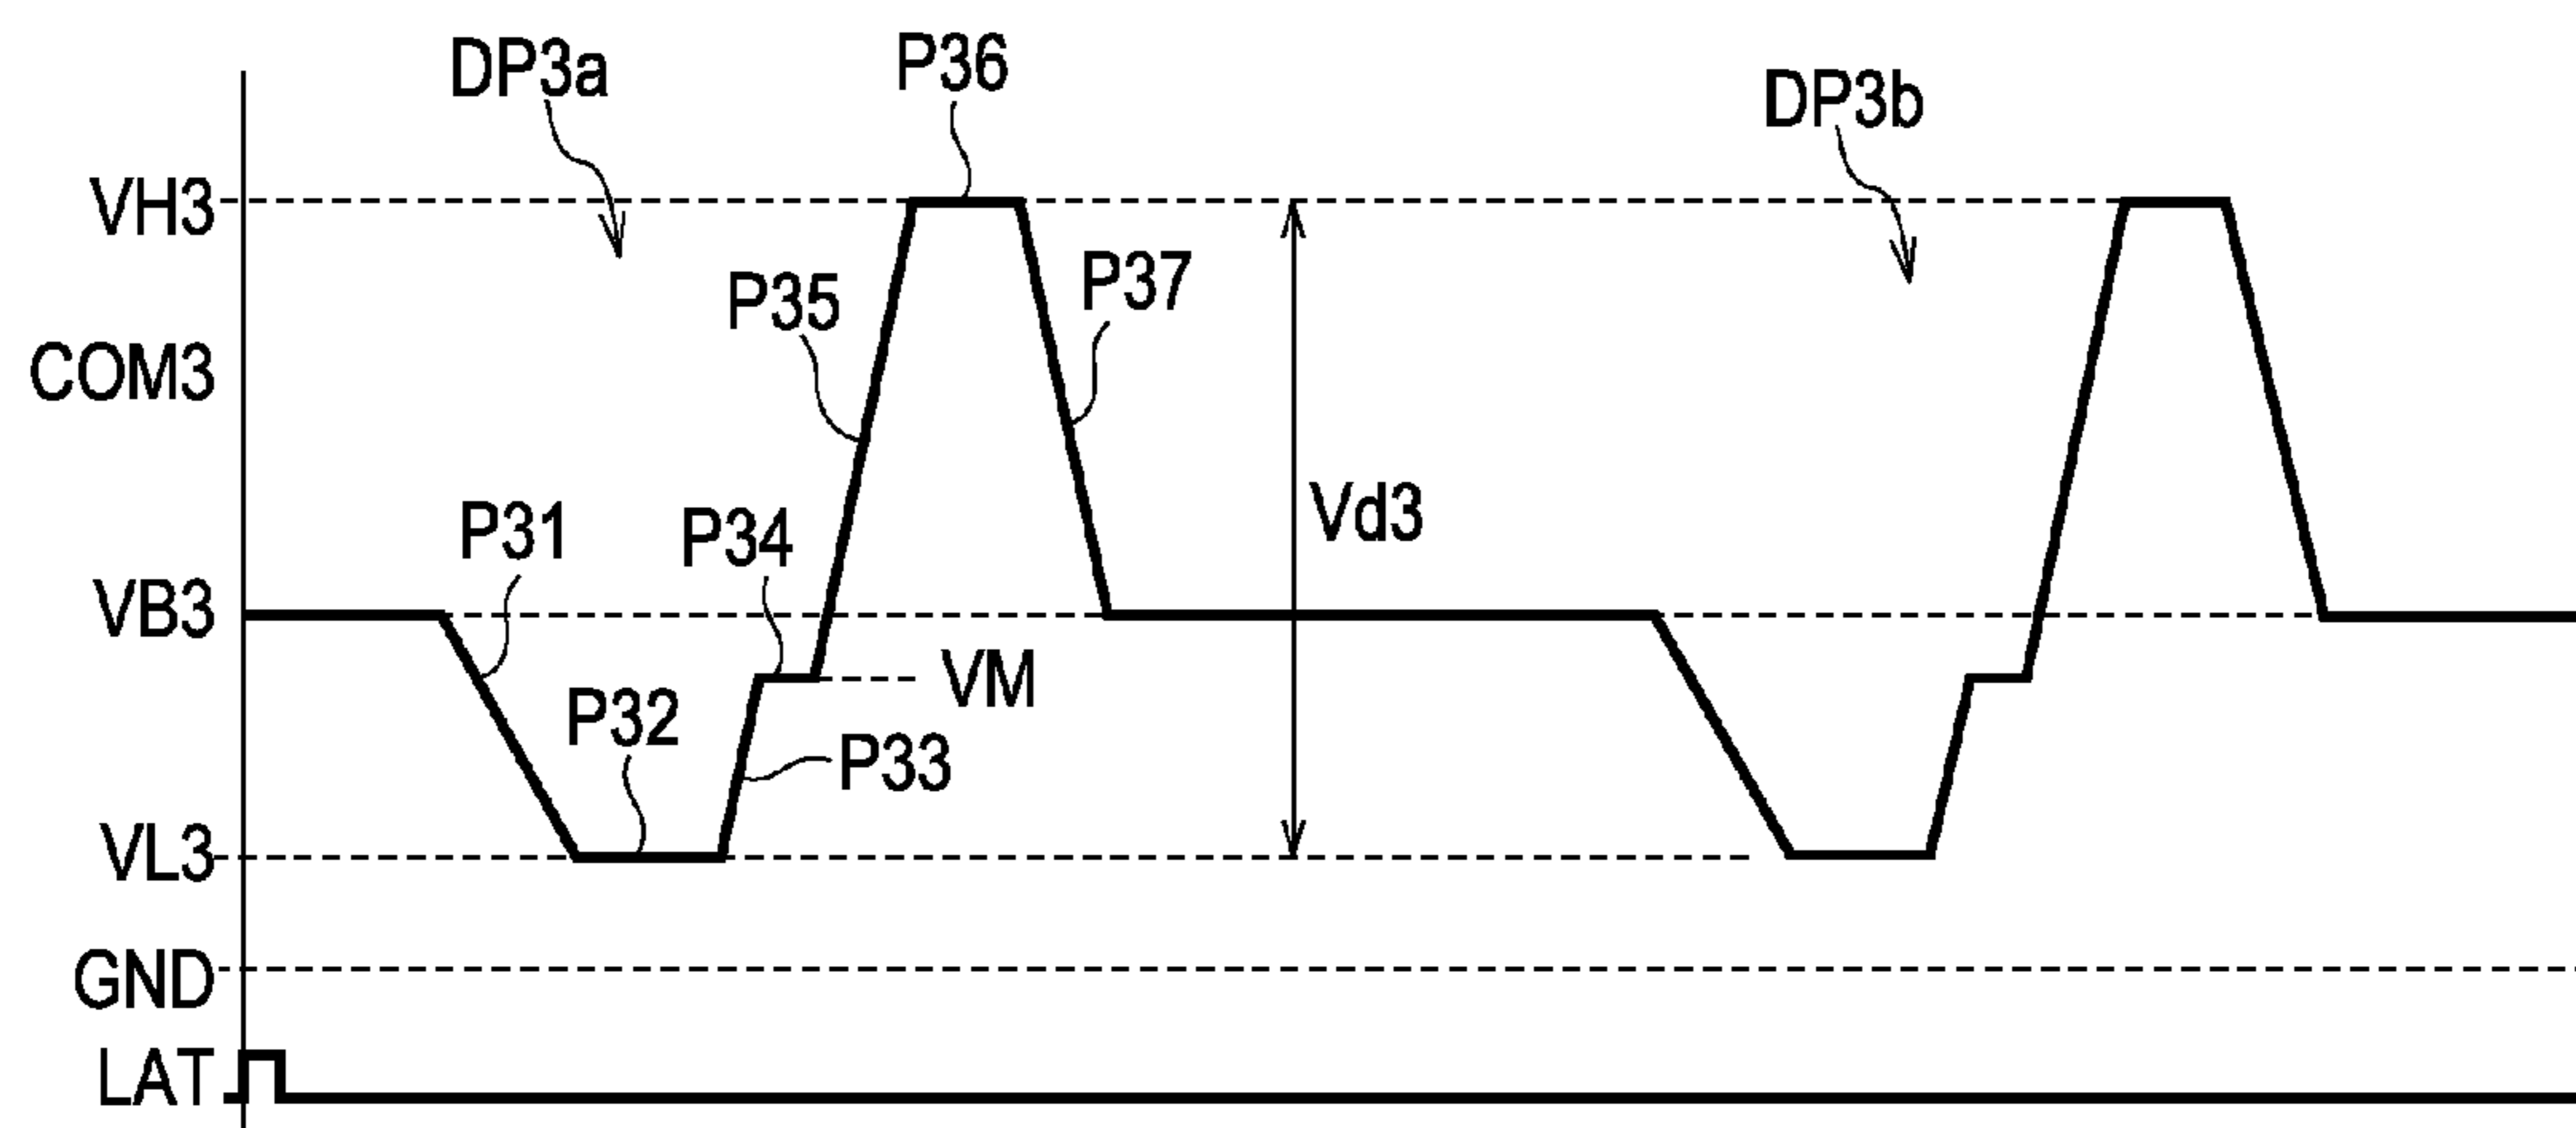 DP3a
P36
DP3b
VH3
P35
P37
COM3
P31
P34
Vd3
VB3
VM
P32
P33
VL3
GND
LAT